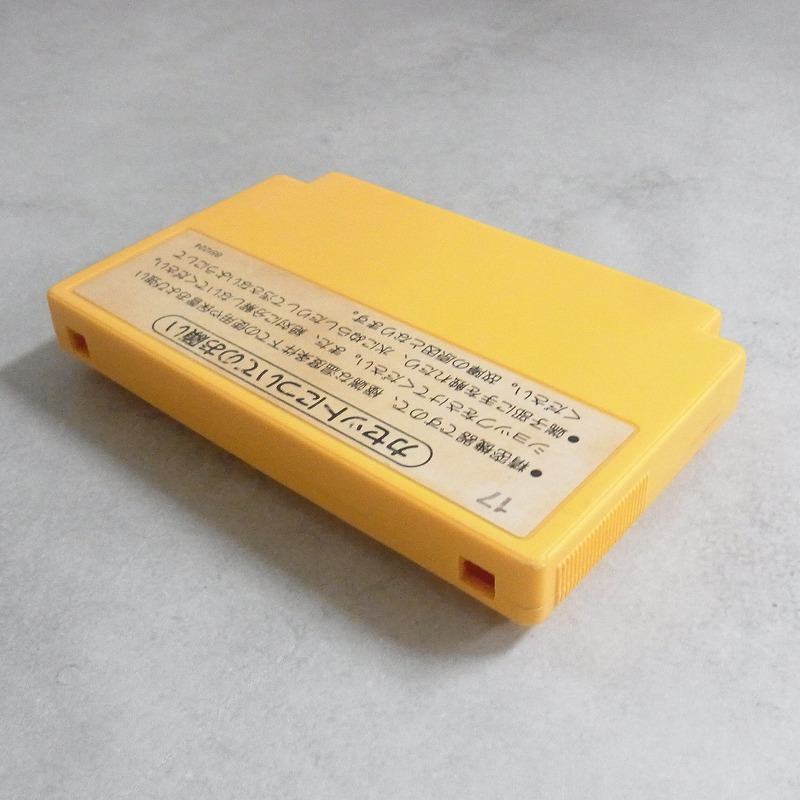 カセットについてのお願い
●精密機器ですので、極端な温度条件下での使用や保管および強い
ショックをさけてください。また、絶対に分解しないでください。
●端子部に手を触れたり、水にぬらしたりして汚さないようにして
ください。故障の原因となります。
17